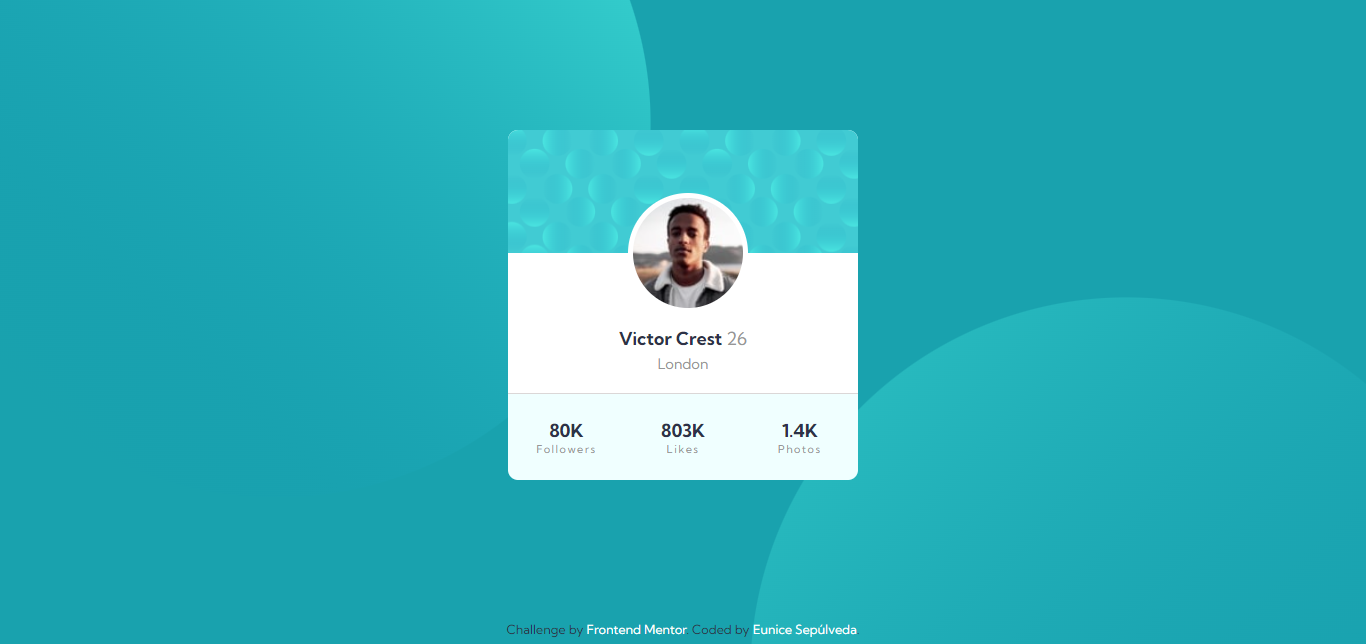 Victor Crest 26
London
80K 803K 1.4K
Followers Likes Photos
Challenge by Frontend Mentor. Coded by Eunice Sepúlveda